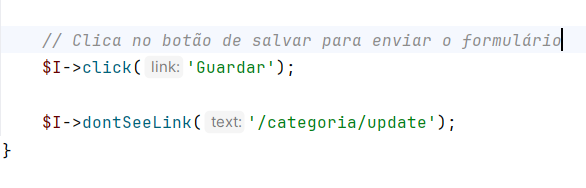 // Clica no botão de salvar para enviar o formulário
$I->click( link: 'Guardar');
$I->dontSeeLink( text: '/categoria/update');
}